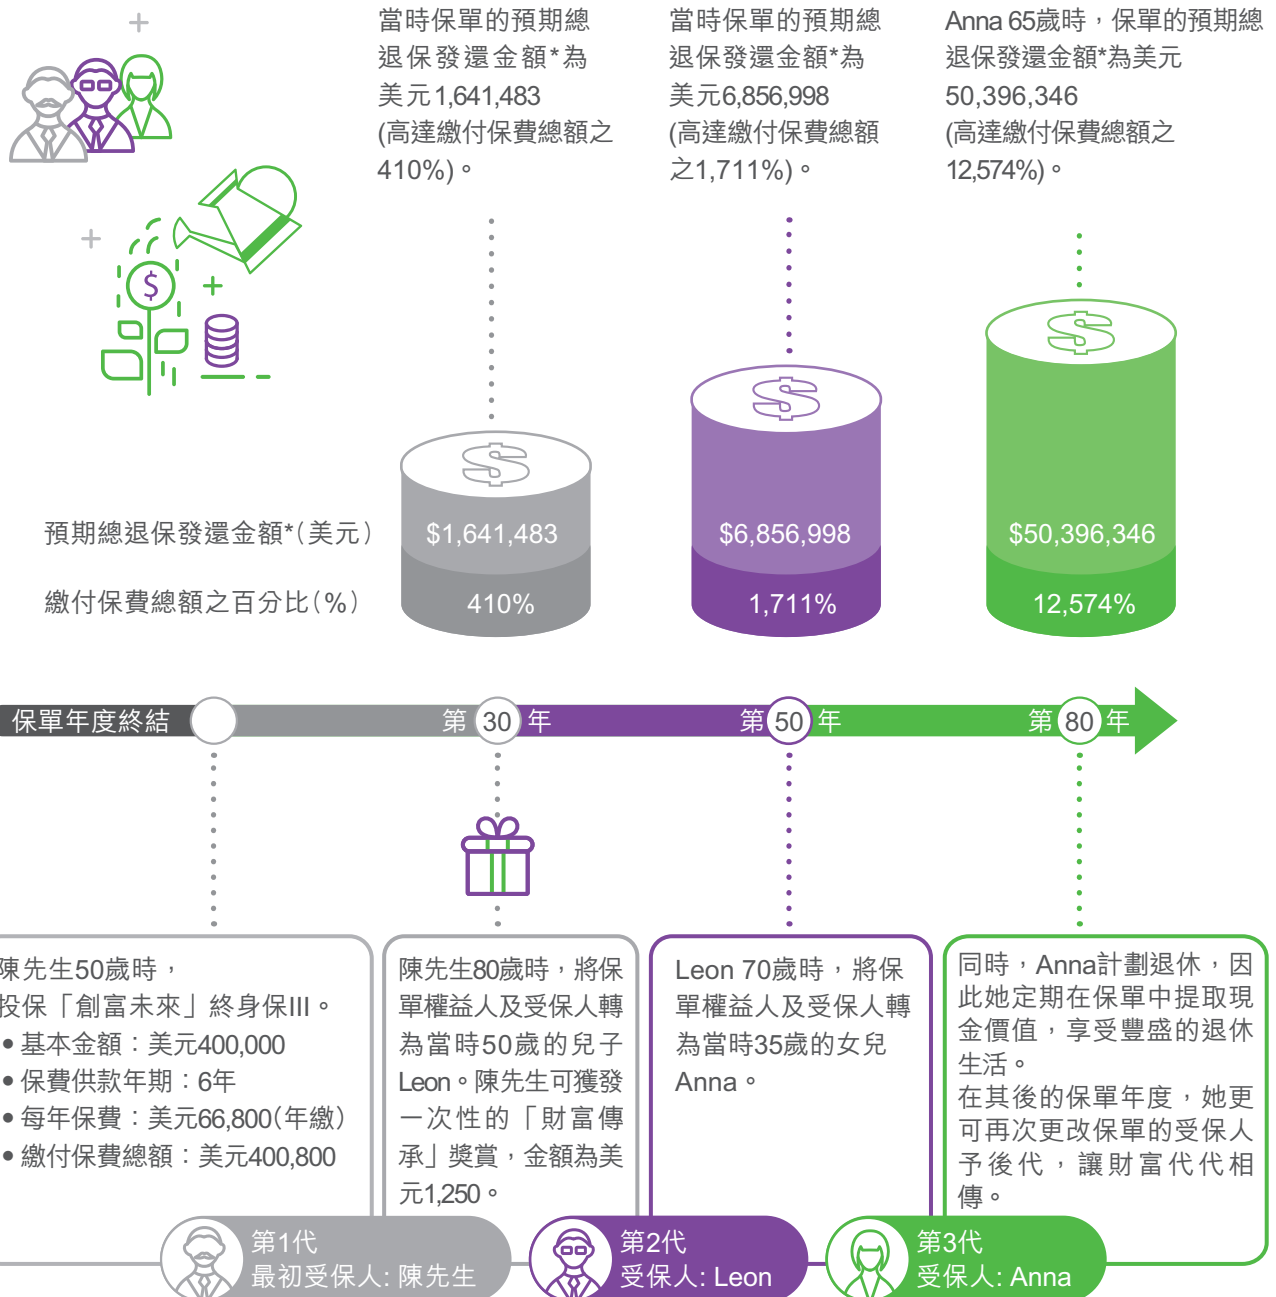 當時保單的預期總
退保發還金額*為
美元1,641,483
(高達繳付保費總額之
410%)。
當時保單的預期總
退保發還金額*為
美元6,856,998
(高達繳付保費總額
之1,711%)。
Anna 65歲時，保單的預期總
退保發還金額*為美元
50,396,346
(高達繳付保費總額之
12,574%)。
預期總退保發還金額*(美元)
$1,641,483
$6,856,998
$50,396,346
繳付保費總額之百分比(%)
410%
1,711%
12,574%
保單年度終結
第 30 年
第 50 年
第 80 年
陳先生50歲時，
投保「創富未來」終身保III。
• 基本金額：美元400,000
• 保費供款年期：6年
• 每年保費：美元66,800(年繳)
• 繳付保費總額：美元400,800
陳先生80歲時，將保
單權益人及受保人轉
為當時50歲的兒子
Leon。陳先生可獲發
一次性的「財富傳
承」獎賞，金額為美
元1,250。
Leon 70歲時，將保
單權益人及受保人轉
為當時35歲的女兒
Anna。
同時，Anna計劃退休，因
此她定期在保單中提取現
金價值，享受豐盛的退休
生活。
在其後的保單年度，她更
可再次更改保單的受保人
予後代，讓財富代代相
傳。
第1代
最初受保人: 陳先生
第2代
受保人: Leon
第3代
受保人: Anna